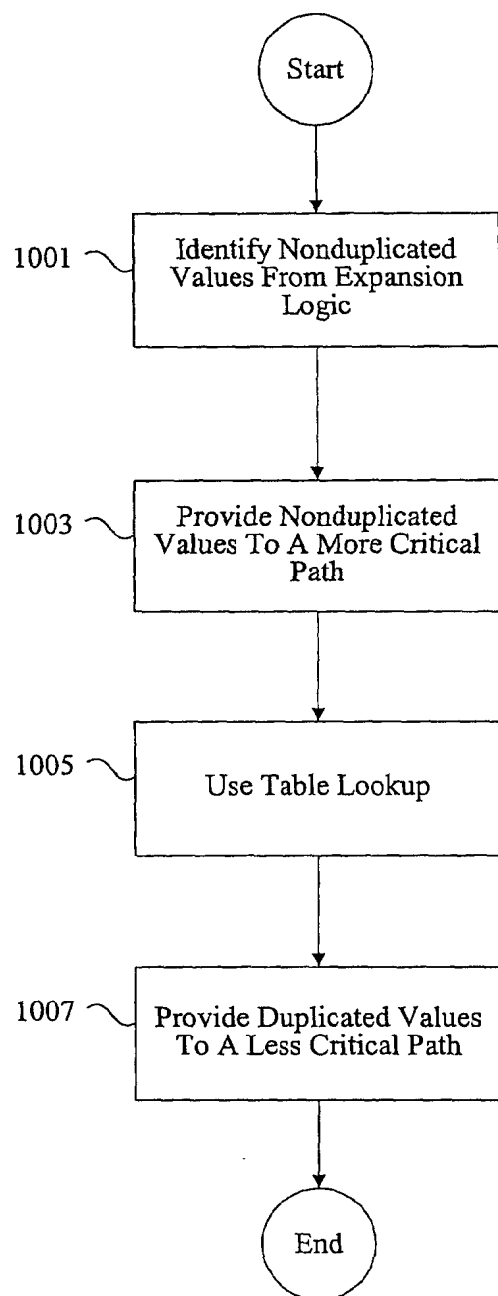 Start
1001
Identify Nonduplicated
Values From Expansion
Logic
1003
Provide Nonduplicated
Values To A More Critical
Path
1005
Use Table Lookup
1007
Provide Duplicated Values
To A Less Critical Path
End